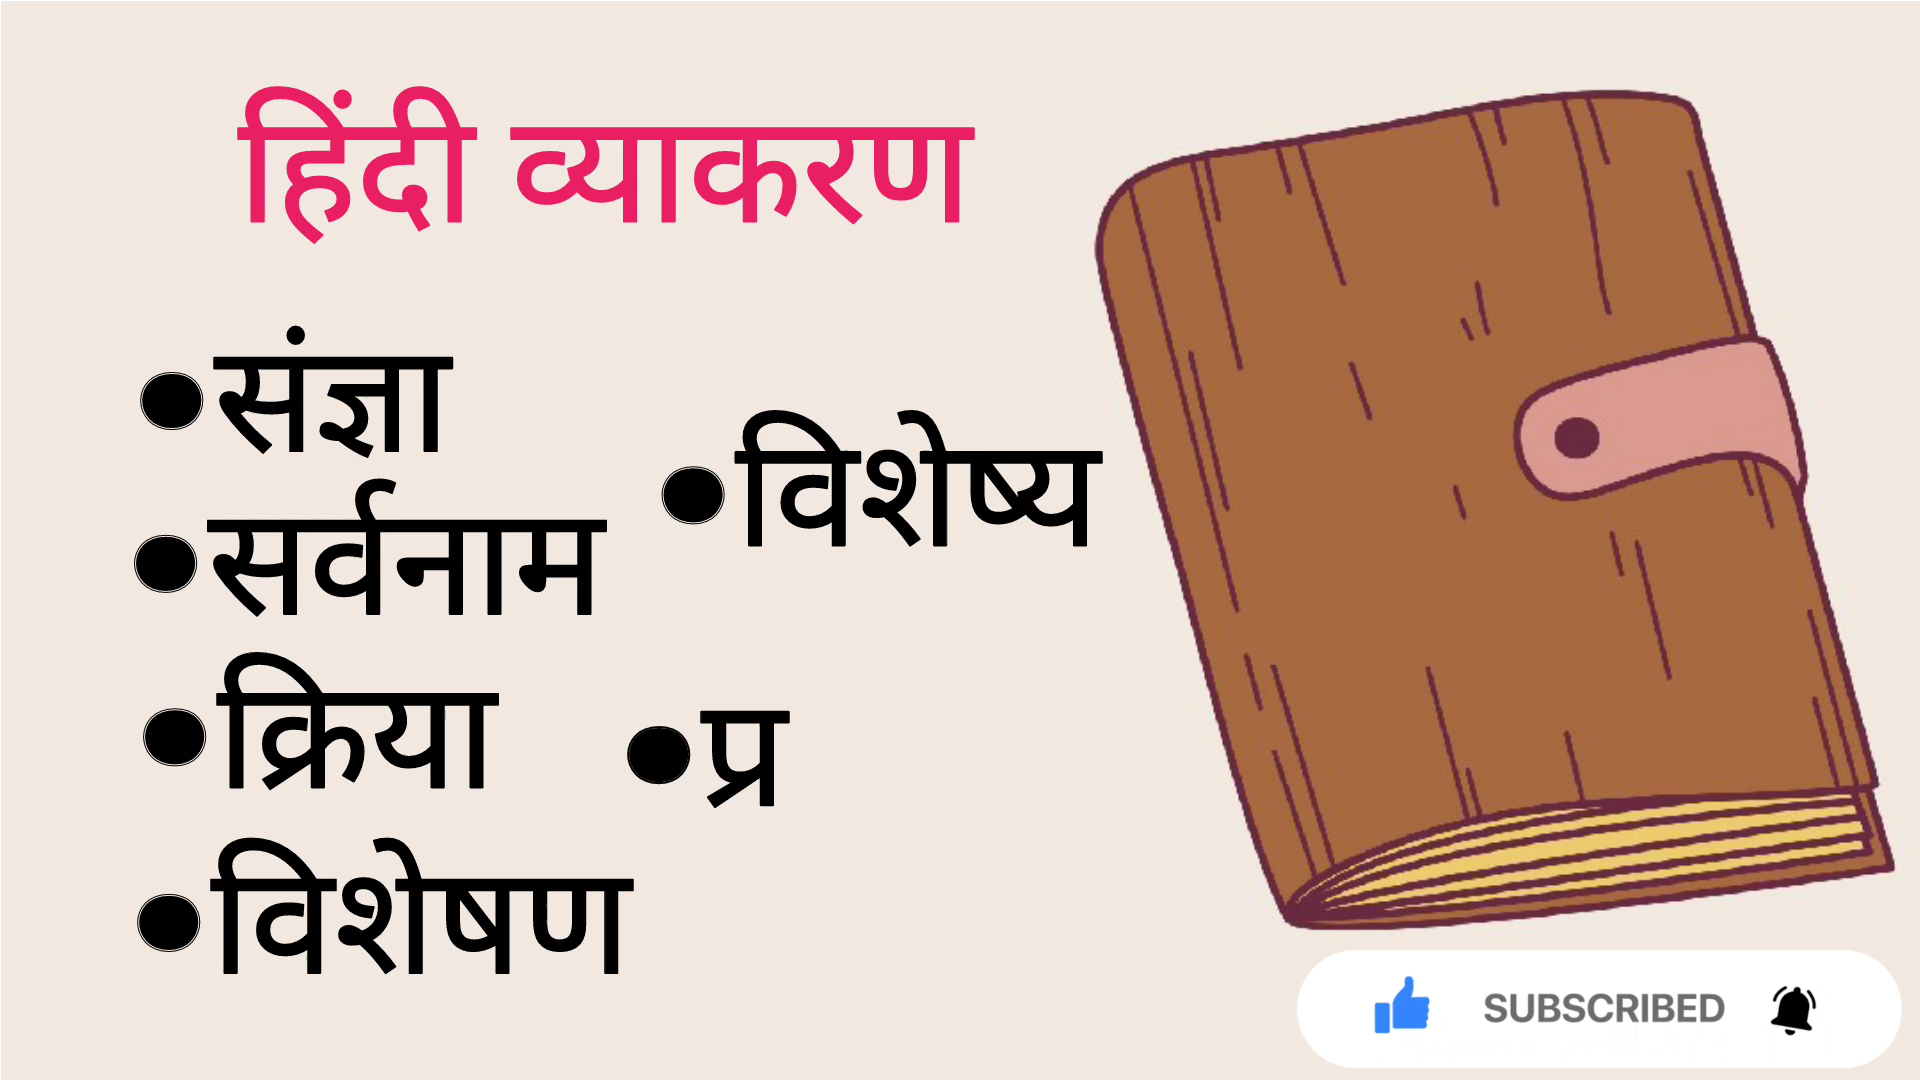 हिंदी व्याकरण
•संज्ञा
•सर्वनाम
•क्रिया
•विशेषण
•विशेष्य
•प्र
SUBSCRIBED